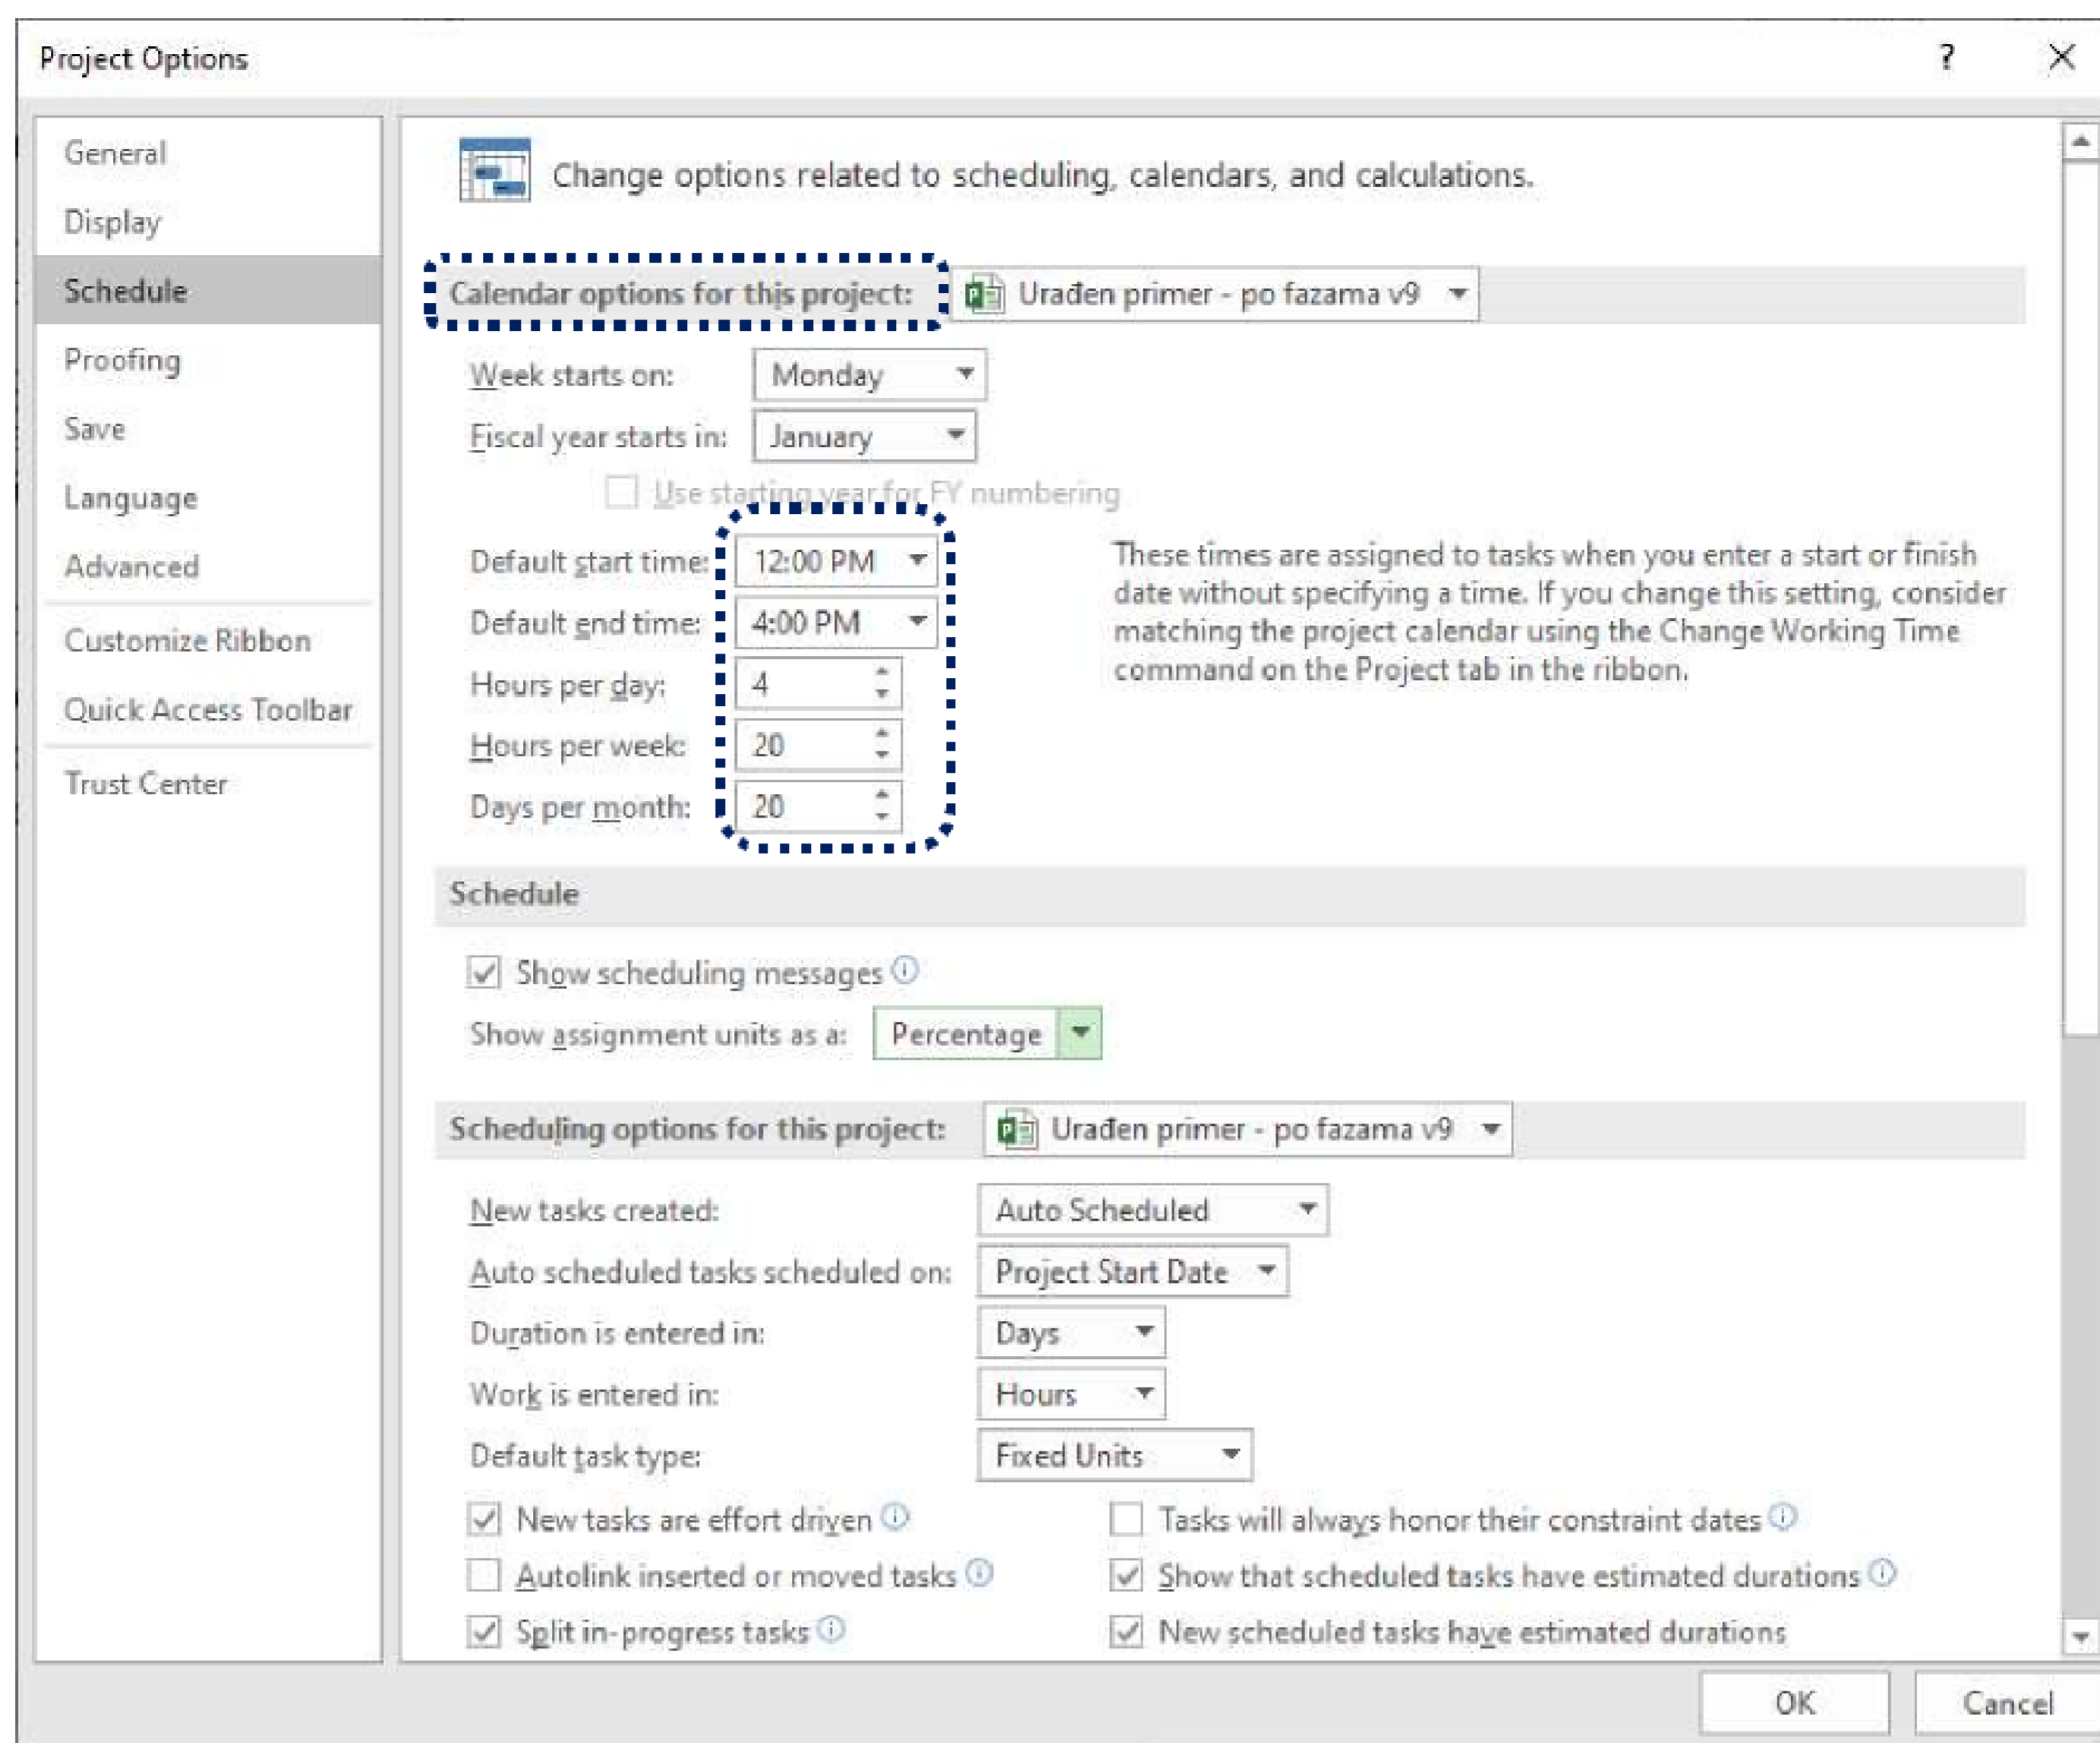 Project Options
?
General
Display
Schedule
Proofing
Save
Language
Advanced
Customize Ribbon
Quick Access Toolbar
Trust Center
Change options related to scheduling, calendars, and calculations.
Calendar options for this project: Urađen primer - po fazama v9
Week starts on: Monday
Fiscal year starts in: January
Use starting year for FY numbering
Default start time: 12:00 PM
Default end time: 4:00 PM
Hours per day: 4
Hours per week: 20
Days per month: 20
These times are assigned to tasks when you enter a start or finish
date without specifying a time. If you change this setting, consider
matching the project calendar using the Change Working Time
command on the Project tab in the ribbon.
Schedule
Show scheduling messages
Show assignment units as a: Percentage
Scheduling options for this project: Urađen primer - po fazama v9
New tasks created: Auto Scheduled
Auto scheduled tasks scheduled on: Project Start Date
Duration is entered in: Days
Work is entered in: Hours
Default task type: Fixed Units
New tasks are effort driven
Tasks will always honor their constraint dates
Autolink inserted or moved tasks
Show that scheduled tasks have estimated durations
Split in-progress tasks
New scheduled tasks have estimated durations
OK
Cancel